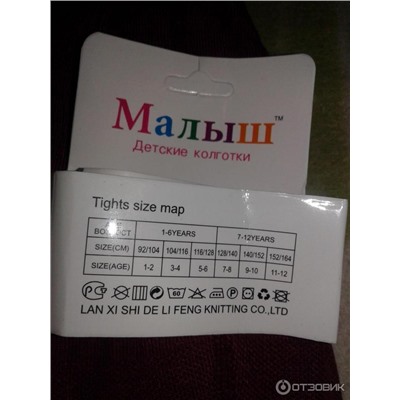 Малыш™
Детские колготки
Tights size map
1-6YEARS 7-12YEARS
SIZE(CM) 92/104 104/116 116/128 128/140 140/152 152/164
SIZE(AGE) 1-2 3-4 5-6 7-8 9-10 11-12
60
LAN XI SHI DE LI FENG KNITTING CO.,LTD
ОТЗОВИК